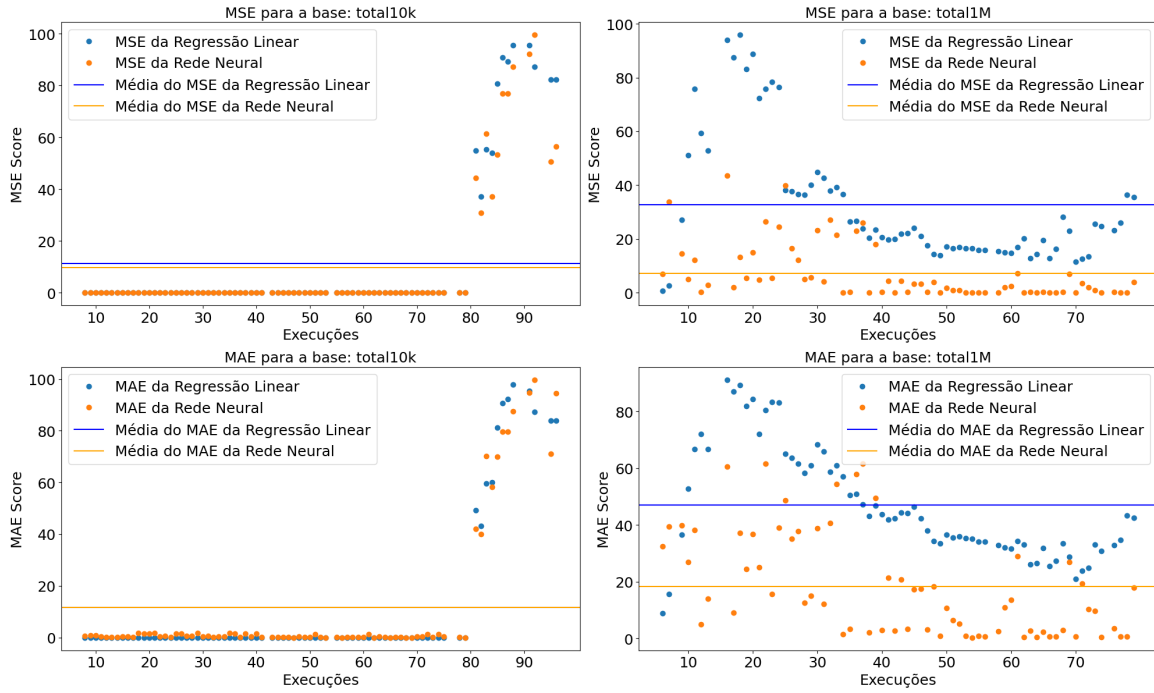 MSE para a base: total10k
MSE da Regressão Linear
MSE da Rede Neural
Média do MSE da Regressão Linear
Média do MSE da Rede Neural
MSE Score
100
80
60
40
20
0
10 20 30 40 50 60 70 80 90
Execuções
MSE para a base: total1M
MSE da Regressão Linear
MSE da Rede Neural
Média do MSE da Regressão Linear
Média do MSE da Rede Neural
MSE Score
100
80
60
40
20
0
10 20 30 40 50 60 70
Execuções
MAE para a base: total10k
MAE da Regressão Linear
MAE da Rede Neural
Média do MAE da Regressão Linear
Média do MAE da Rede Neural
MAE Score
100
80
60
40
20
0
10 20 30 40 50 60 70 80 90
Execuções
MAE para a base: total1M
MAE da Regressão Linear
MAE da Rede Neural
Média do MAE da Regressão Linear
Média do MAE da Rede Neural
MAE Score
80
60
40
20
0
10 20 30 40 50 60 70
Execuções